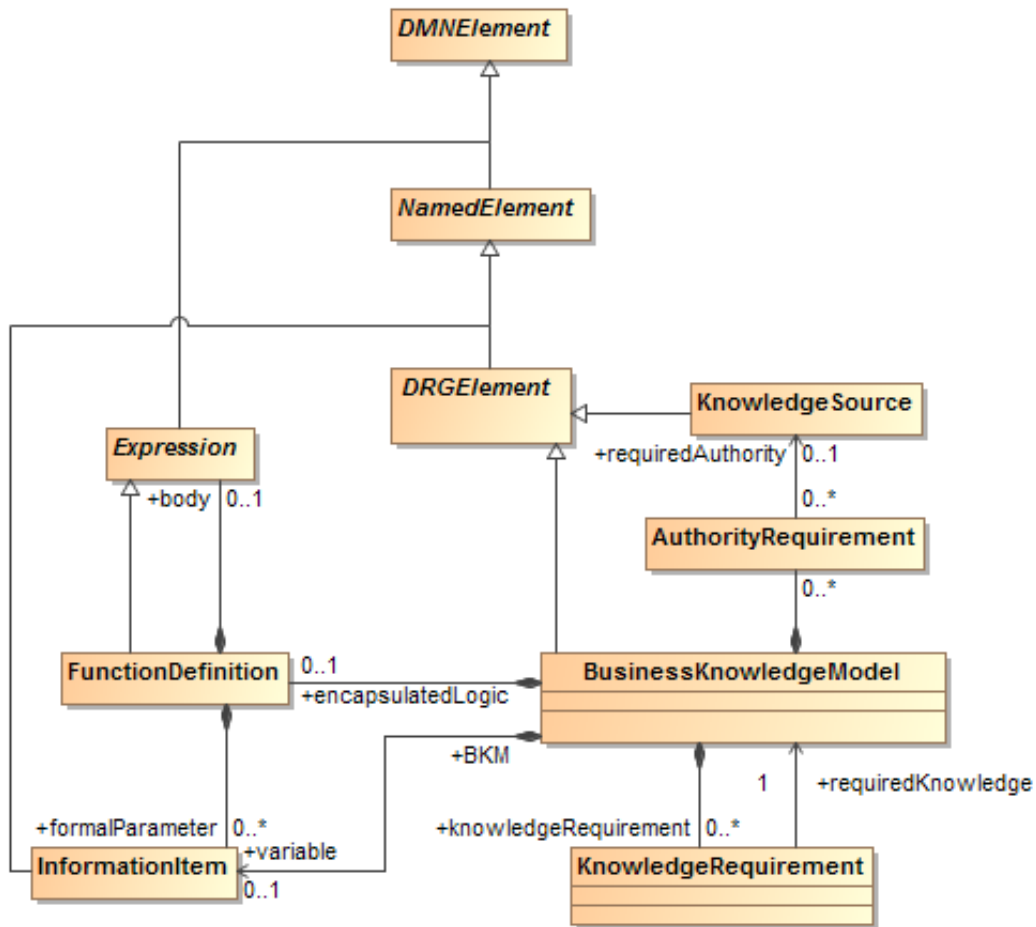 DMNElement
NamedElement
DRGElement
KnowledgeSource
Expression
+requiredAuthority 0..1
+body 0..1
0..*
AuthorityRequirement
0..*
FunctionDefinition
0..1
BusinessKnowledgeModel
+encapsulatedLogic
+BKM
1 +requiredKnowledge
+formalParameter 0..*
+knowledgeRequirement 0..*
+variable
InformationItem
KnowledgeRequirement
0..1